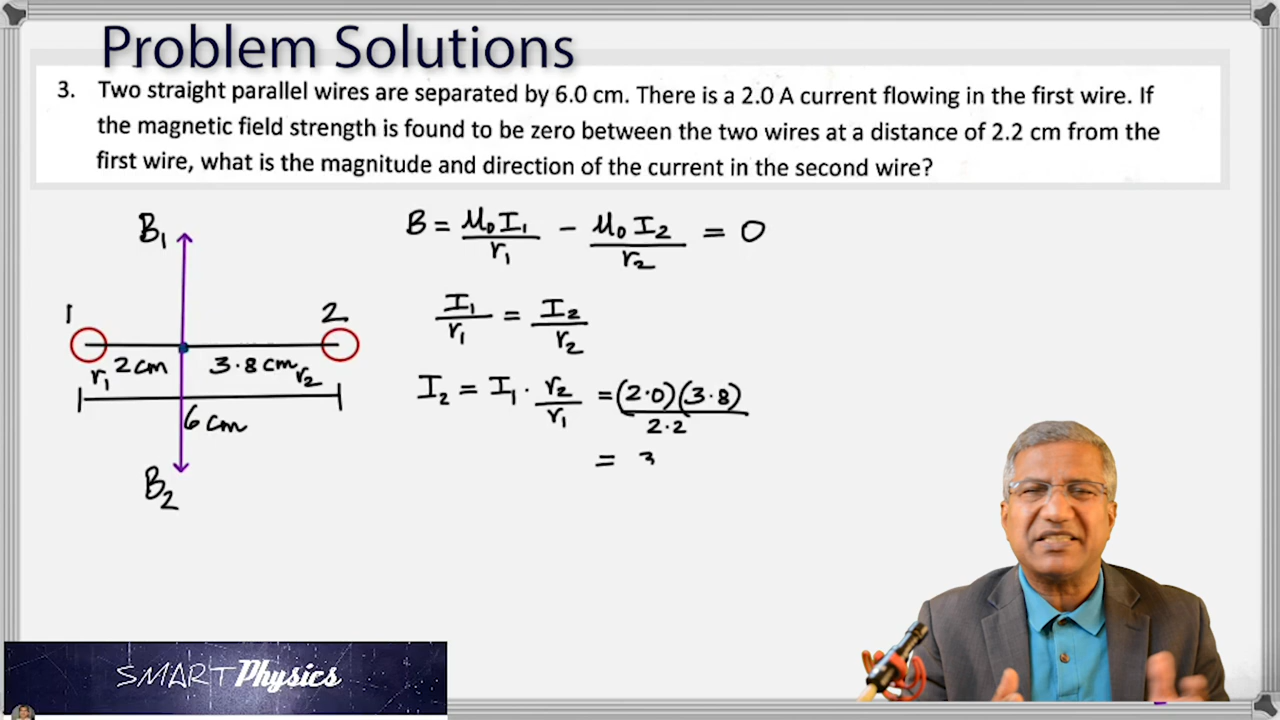 Problem Solutions
3. Two straight parallel wires are separated by 6.0 cm. There is a 2.0 A current flowing in the first wire. If
the magnetic field strength is found to be zero between the two wires at a distance of 2.2 cm from the
first wire, what is the magnitude and direction of the current in the second wire?
B₁
1
2
r₁ 2cm
3.8cm r₂
6cm
B₂
B = μ₀I₁/r₁ - μ₀I₂/r₂ = 0
I₁/r₁ = I₂/r₂
I₂ = I₁ · r₂/r₁ = (2.0)(3.8)/2.2
= 3
SMART Physics